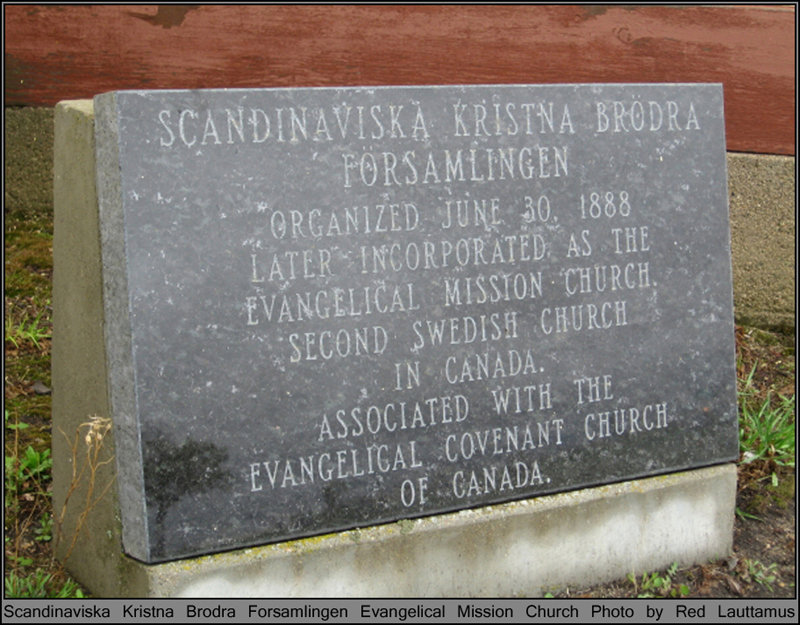 SCANDINAVISKA KRISTNA BRÖDRA
FÖRSAMLINGEN
ORGANIZED JUNE 30, 1888
LATER INCORPORATED AS THE
EVANGELICAL MISSION CHURCH.
SECOND SWEDISH CHURCH
IN CANADA.
ASSOCIATED WITH THE
EVANGELICAL COVENANT CHURCH
OF CANADA.
Scandinaviska Kristna Brodra Forsamlingen Evangelical Mission Church Photo by Red Lauttamus